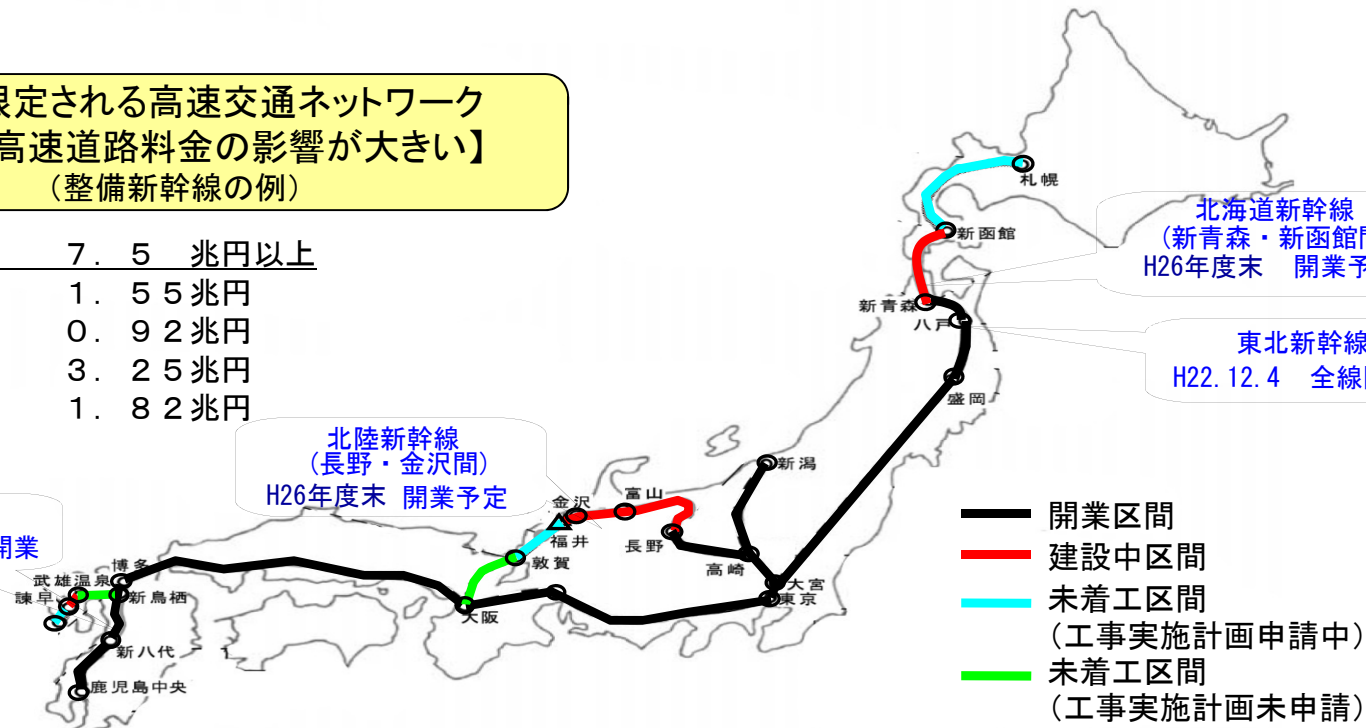 限定される高速交通ネットワーク
高速道路料金の影響が大きい】
(整備新幹線の例)
７．５ 兆円以上
１．５５兆円
０．９２兆円
３．２５兆円
１．８２兆円
札幌
新函館
北海道新幹線
(新青森・新函館間
H26年度末 開業予
新青森
八戸
東北新幹線
H22.12.4 全線
盛岡
北陸新幹線
(長野・金沢間)
H26年度末 開業予定
新潟
金沢
富山
福井
長野
高崎
敦賀
大宮
東京
大阪
開業
博多
武雄温泉
諫早
新鳥栖
新八代
鹿児島中央
開業区間
建設中区間
未着工区間
(工事実施計画申請中)
未着工区間
(工事実施計画未申請)